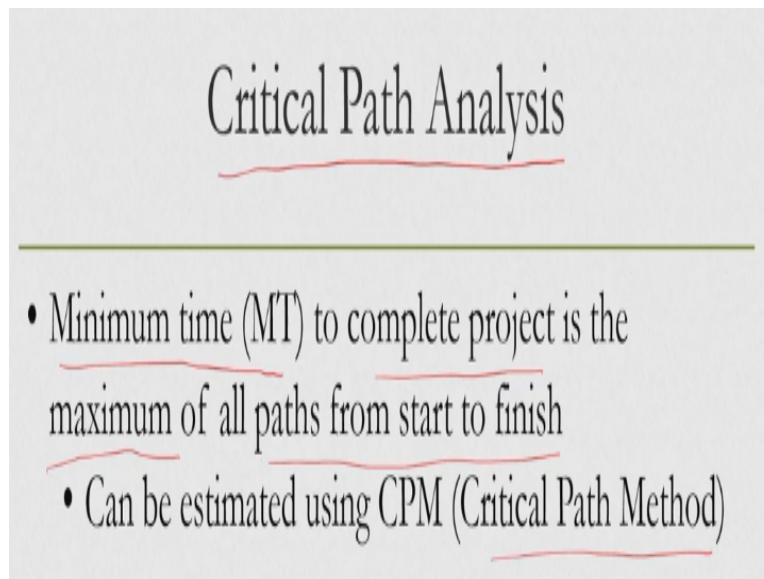 Critical Path Analysis
• Minimum time (MT) to complete project is the
maximum of all paths from start to finish
• Can be estimated using CPM (Critical Path Method)